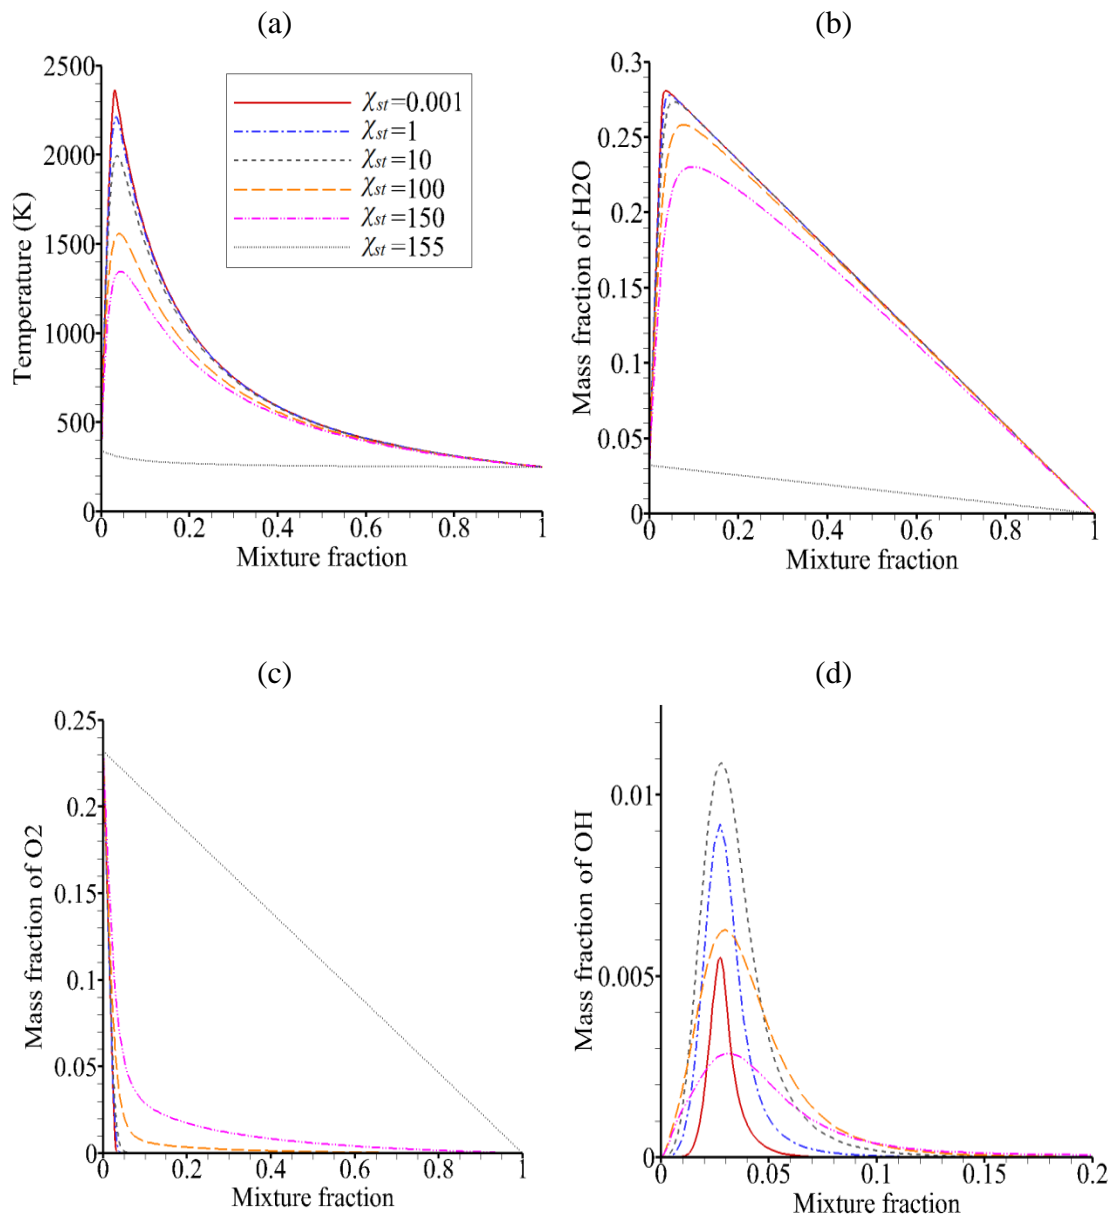 (a)
Temperature (K)
2500
2000
1500
1000
500
0
0
0.2
0.4
0.6
0.8
1
Mixture fraction
χst=0.001
χst=1
χst=10
χst=100
χst=150
χst=155
(b)
Mass fraction of H2O
0.3
0.25
0.2
0.15
0.1
0.05
0
0
0.2
0.4
0.6
0.8
1
Mixture fraction
(c)
Mass fraction of O2
0.25
0.2
0.15
0.1
0.05
0
0
0.2
0.4
0.6
0.8
1
Mixture fraction
(d)
Mass fraction of OH
0.01
0.005
0
0
0.05
0.1
0.15
0.2
Mixture fraction